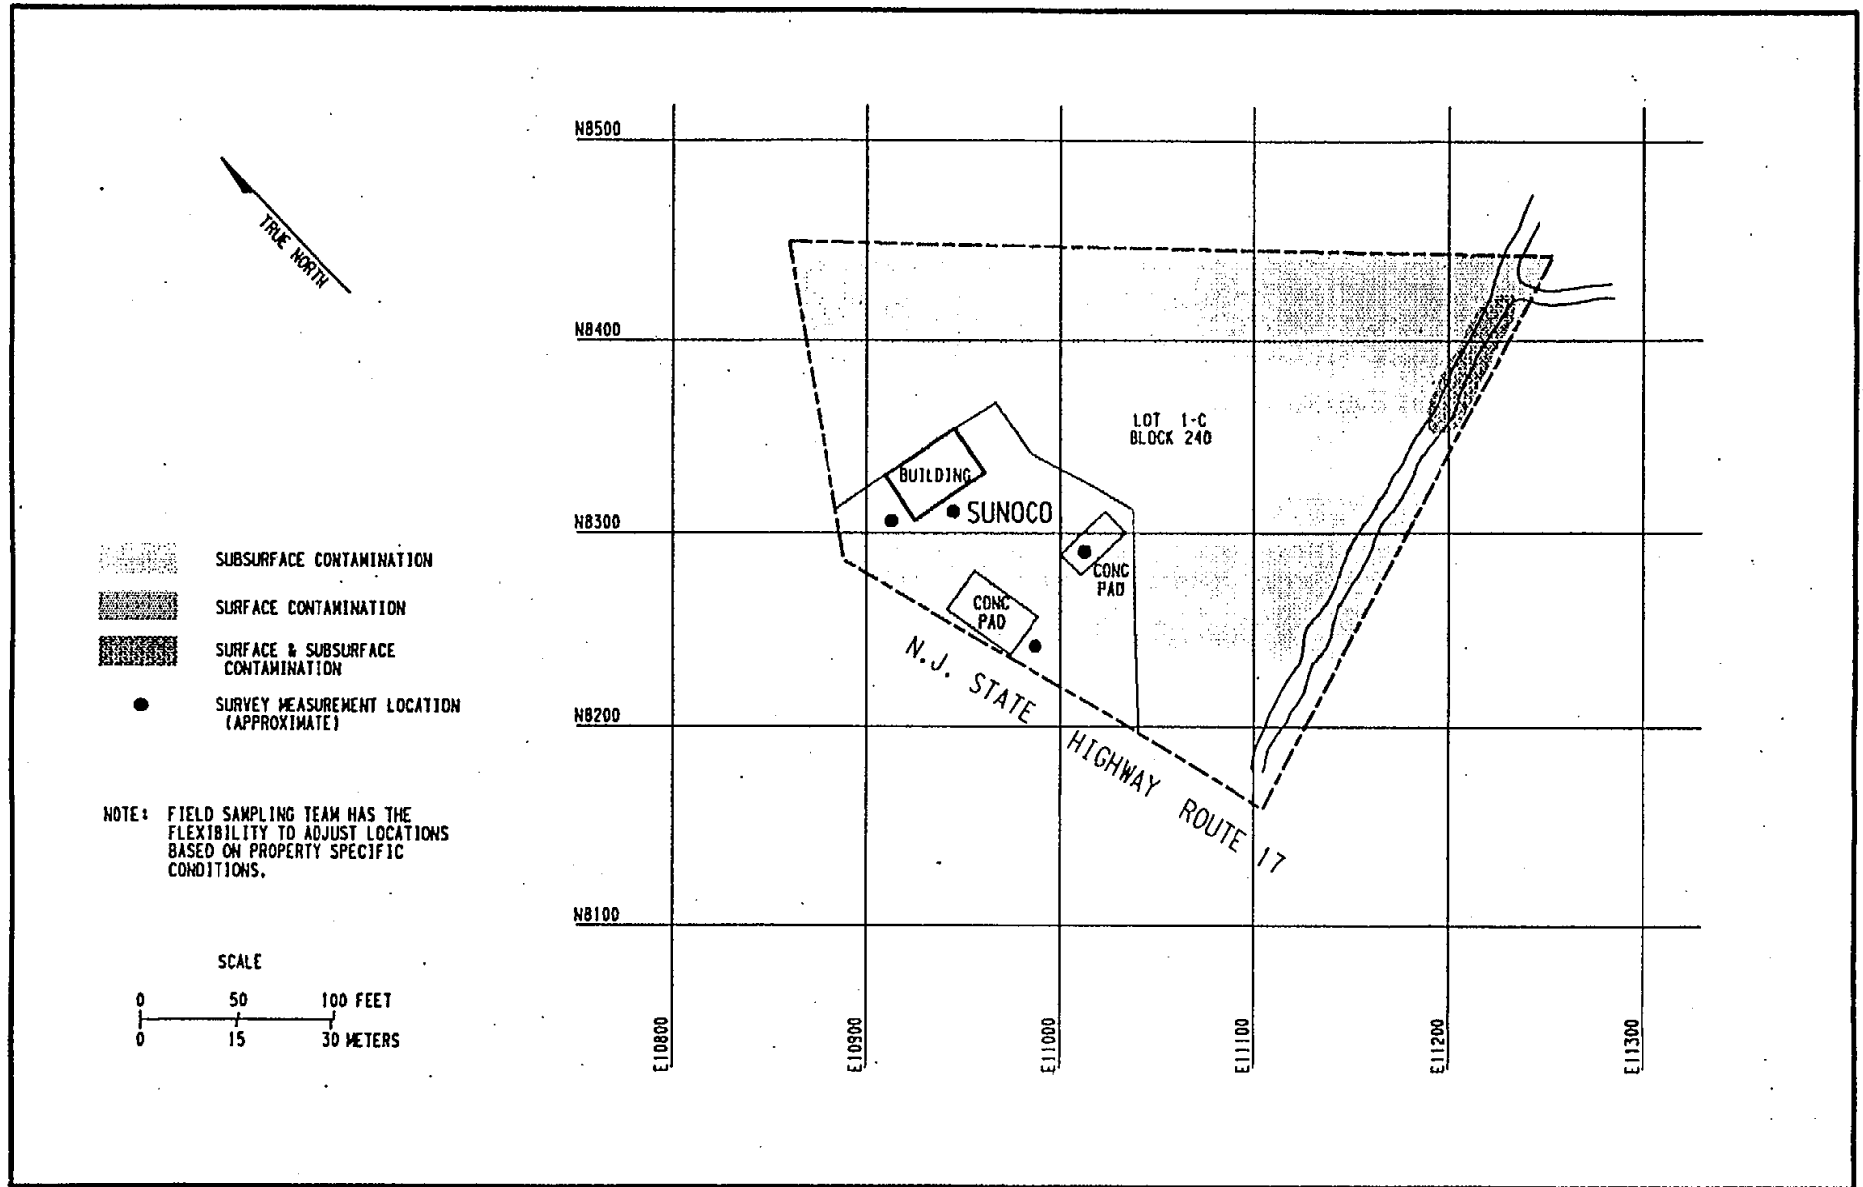 N8500
TRUE NORTH
N8400
LOT 1-C
BLOCK 240
BUILDING
SUNOCO
N8300
CONC
PAD
CONC
PAD
SUBSURFACE CONTAMINATION
SURFACE CONTAMINATION
SURFACE & SUBSURFACE
CONTAMINATION
SURVEY MEASUREMENT LOCATION
(APPROXIMATE)
N8200
N.J. STATE HIGHWAY ROUTE 17
NOTE: FIELD SAMPLING TEAM HAS THE
FLEXIBILITY TO ADJUST LOCATIONS
BASED ON PROPERTY SPECIFIC
CONDITIONS.
N8100
SCALE
0 50 100 FEET
0 15 30 METERS
E10800
E10900
E11000
E11100
E11200
E11300